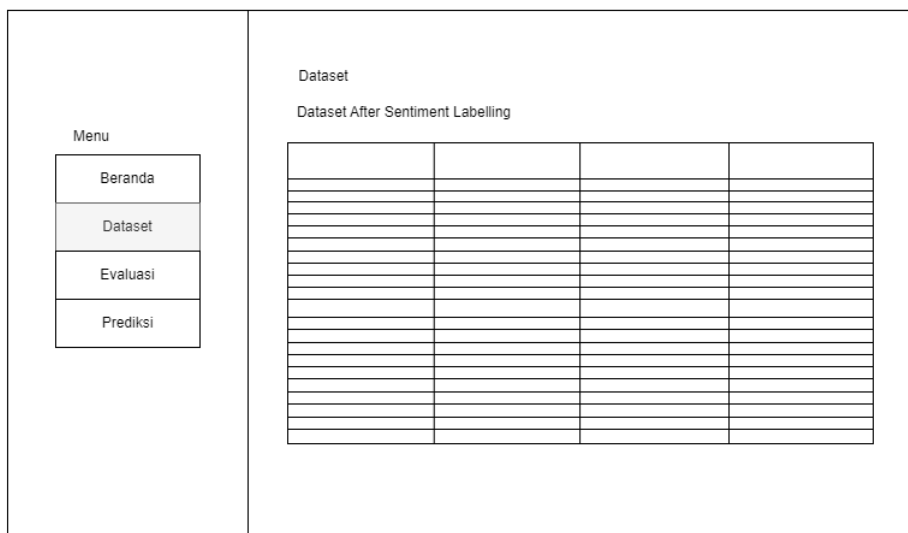 Menu
Beranda
Dataset
Evaluasi
Prediksi
Dataset
Dataset After Sentiment Labelling